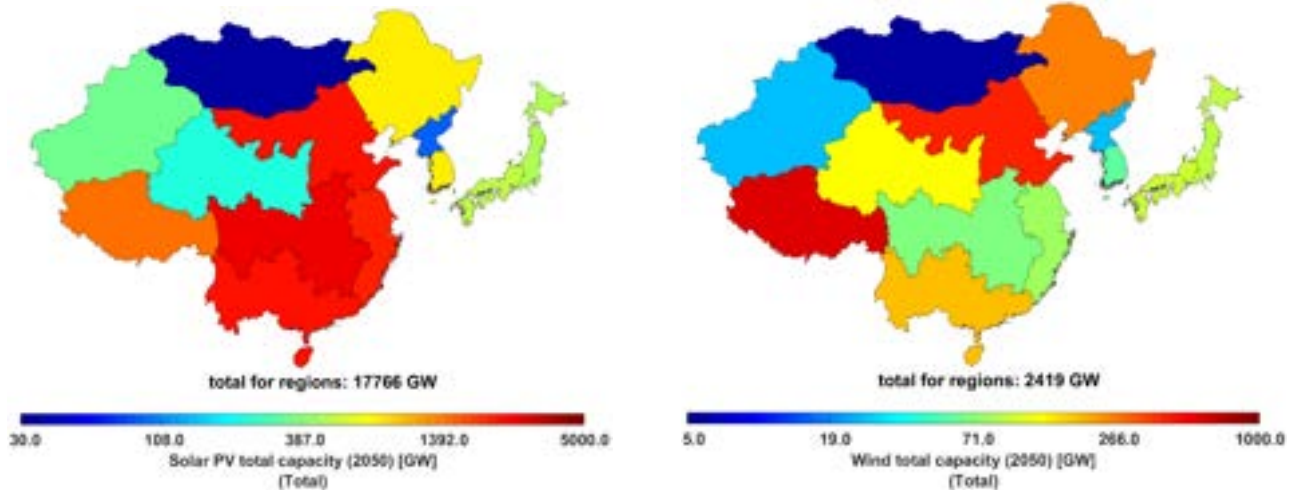 total for regions: 17766 GW
30.0 108.0 387.0 1392.0 5000.0
Solar PV total capacity (2050) [GW]
(Total)
total for regions: 2419 GW
5.0 19.0 71.0 266.0 1000.0
Wind total capacity (2050) [GW]
(Total)